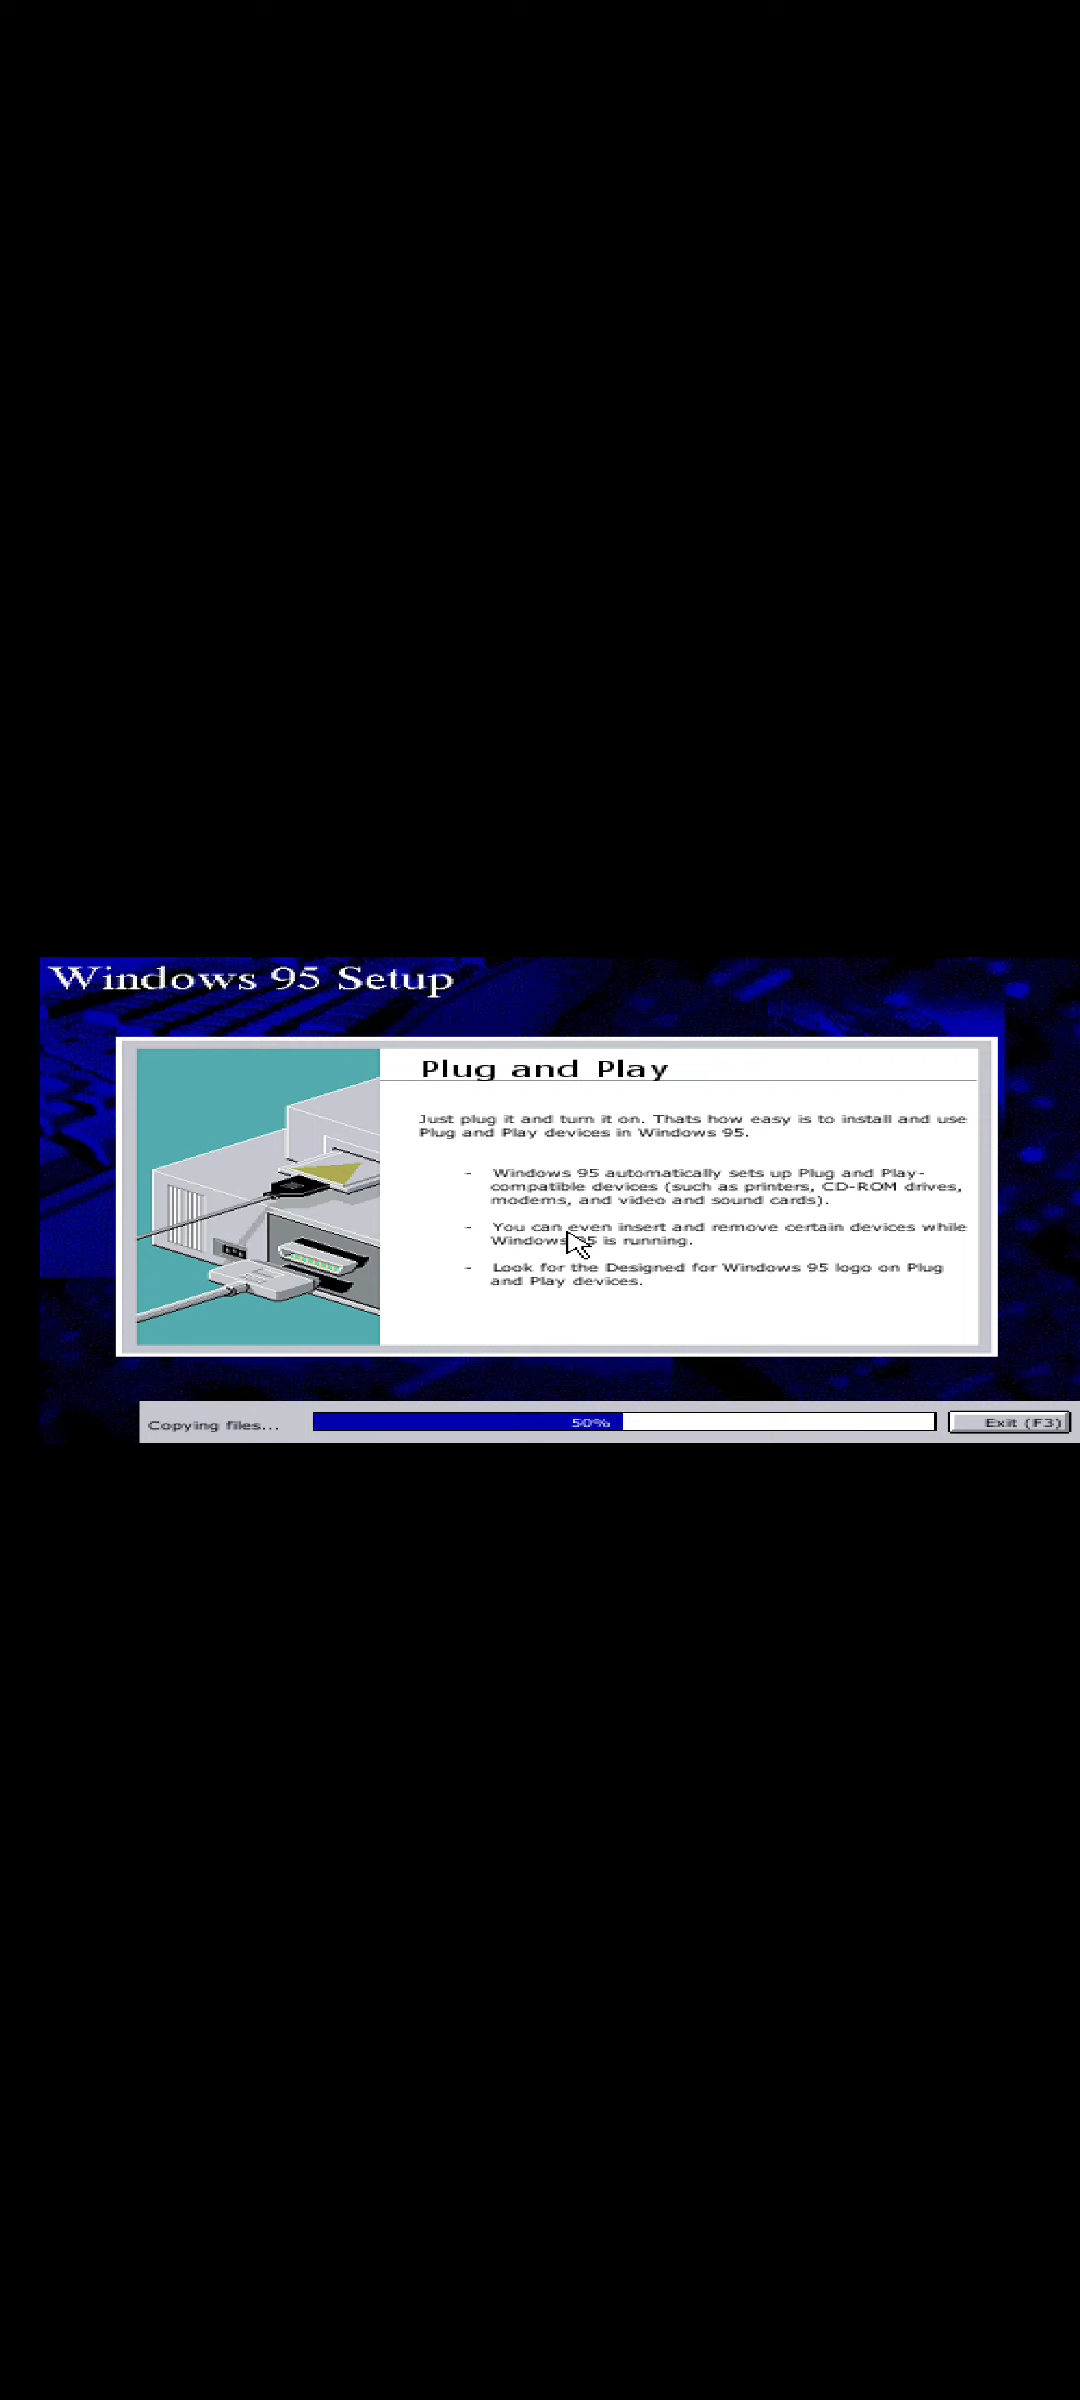 Windows 95 Setup
Plug and Play
Just plug it and turn it on. Thats how easy is to install and use
Plug and Play devices in Windows 95.
- Windows 95 automatically sets up Plug and Play-
compatible devices (such as printers, CD-ROM drives,
modems, and video and sound cards).
- You can even insert and remove certain devices while
Windows 95 is running.
- Look for the Designed for Windows 95 logo on Plug
and Play devices.
Copying files... 50% Exit (F3)